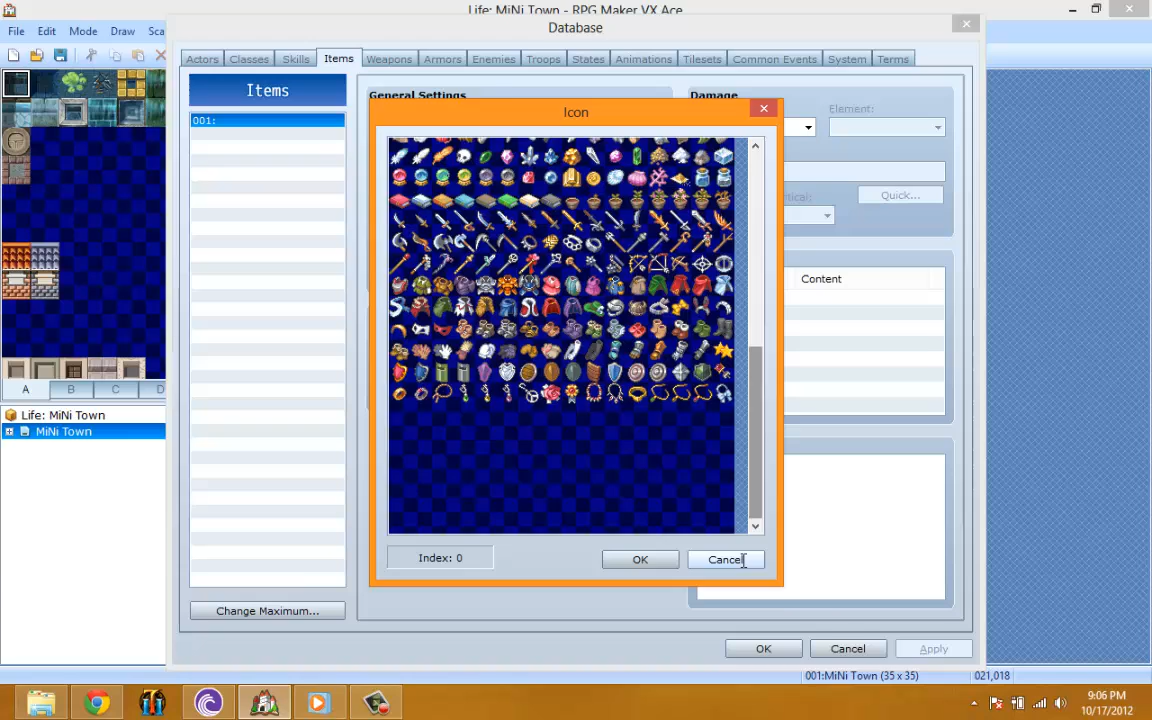 Life: MiNi Town - RPG Maker VX Ace
File Edit Mode Draw Sca
Database
Actors Classes Skills Items Weapons Armors Enemies Troops States Animations Tilesets Common Events System Terms
Items
001:
Change Maximum...
General Settings
Damage
Element:
Quick...
Content
Icon
Index: 0
OK Cancel
OK Cancel Apply
A B C D
Life: MiNi Town
MiNi Town
001:MiNi Town (35 x 35) 021,018
9:06 PM
10/17/2012